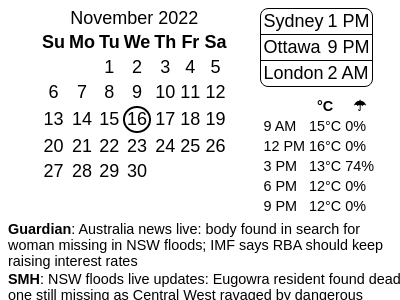 November 2022
Su Mo Tu We Th Fr Sa
1 2 3 4 5
6 7 8 9 10 11 12
13 14 15 16 17 18 19
20 21 22 23 24 25 26
27 28 29 30
Sydney 1 PM
Ottawa 9 PM
London 2 AM
°C ☂
9 AM 15°C 0%
12 PM 16°C 0%
3 PM 13°C 74%
6 PM 12°C 0%
9 PM 12°C 0%
Guardian: Australia news live: body found in search for
woman missing in NSW floods; IMF says RBA should keep
raising interest rates
SMH: NSW floods live updates: Eugowra resident found dead
one still missing as Central West ravaged by dangerous